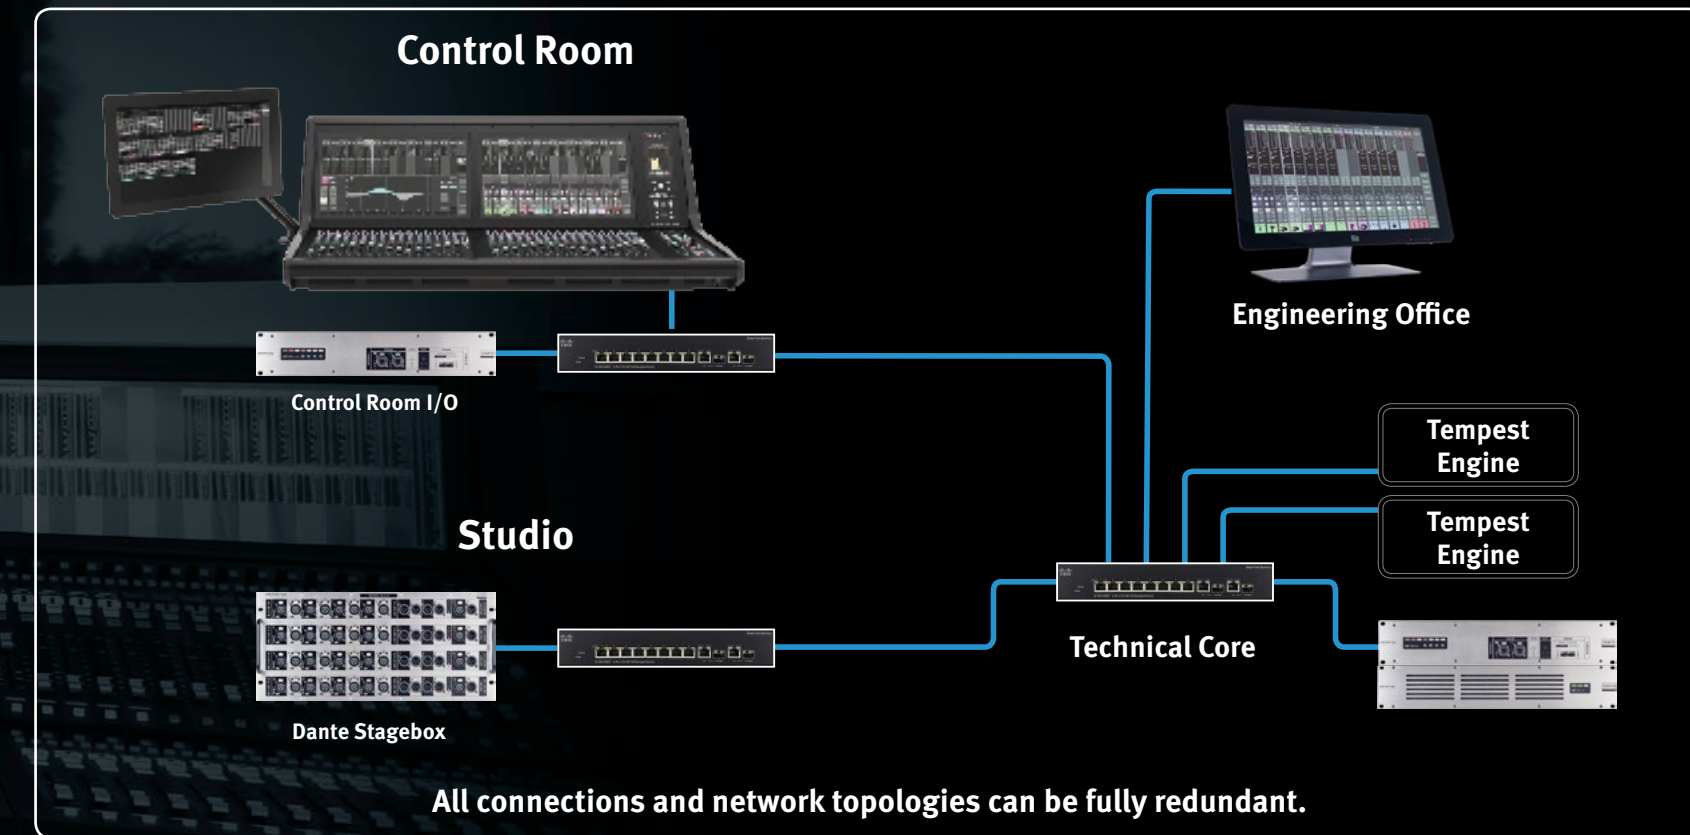 Control Room
Engineering Office
Control Room I/O
Tempest
Engine
Tempest
Engine
Studio
Technical Core
Dante Stagebox
All connections and network topologies can be fully redundant.